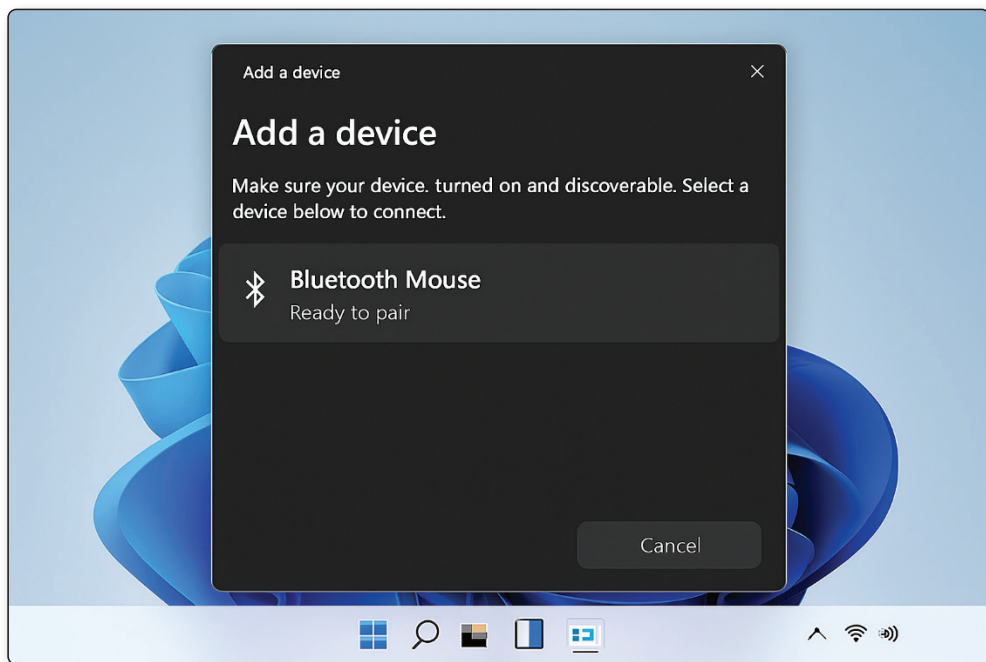 Add a device
Add a device
Make sure your device. turned on and discoverable. Select a
device below to connect.
Bluetooth Mouse
Ready to pair
Cancel